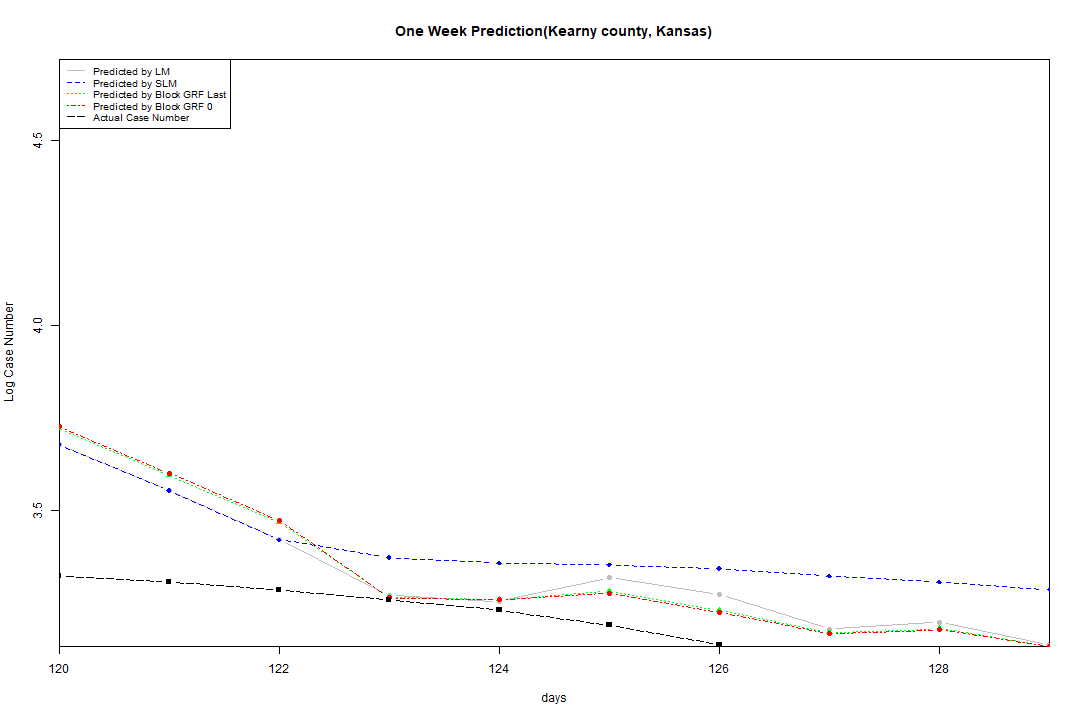 One Week Prediction(Kearny county, Kansas)
Predicted by LM
Predicted by SLM
Predicted by Block GRF Last
Predicted by Block GRF 0
Actual Case Number
4.5
4.0
3.5
Log Case Number
120 122 124 126 128
days